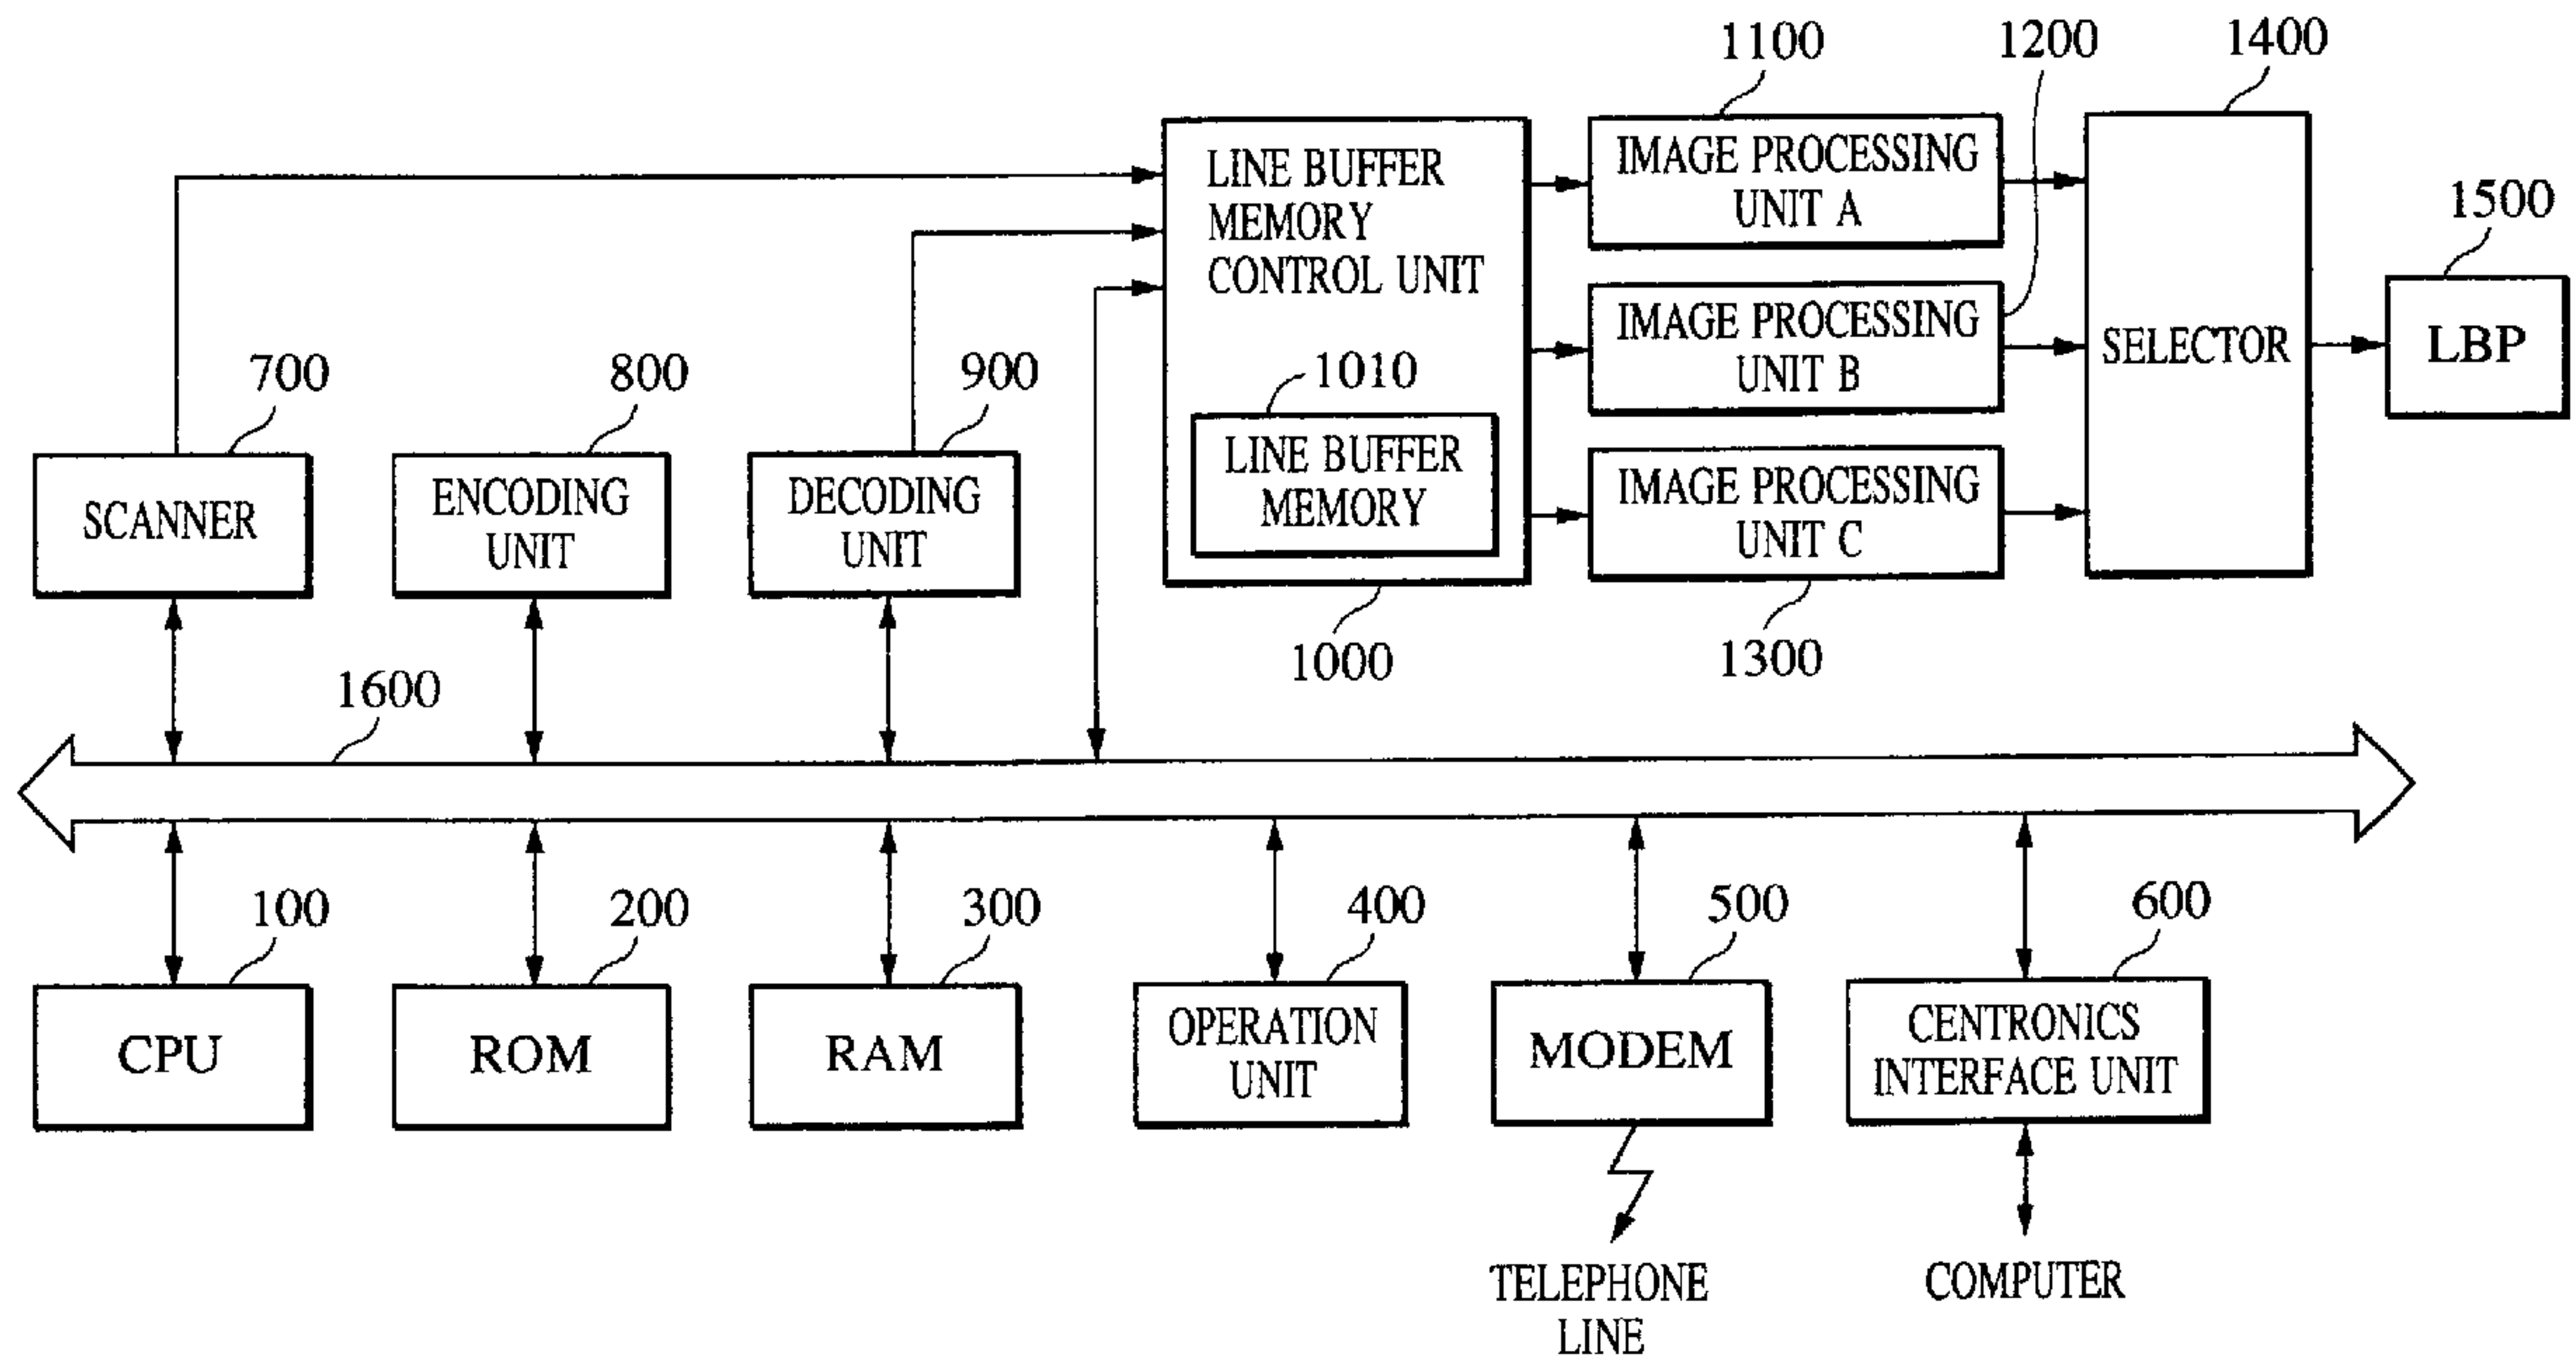 1100
1200
1400
LINE BUFFER
MEMORY
CONTROL UNIT
IMAGE PROCESSING
UNIT A
1500
IMAGE PROCESSING
UNIT B
SELECTOR
LBP
700
800
900
1010
LINE BUFFER
MEMORY
IMAGE PROCESSING
UNIT C
SCANNER
ENCODING
UNIT
DECODING
UNIT
1000
1300
1600
100
200
300
400
500
600
CPU
ROM
RAM
OPERATION
UNIT
MODEM
CENTRONICS
INTERFACE UNIT
TELEPHONE
LINE
COMPUTER